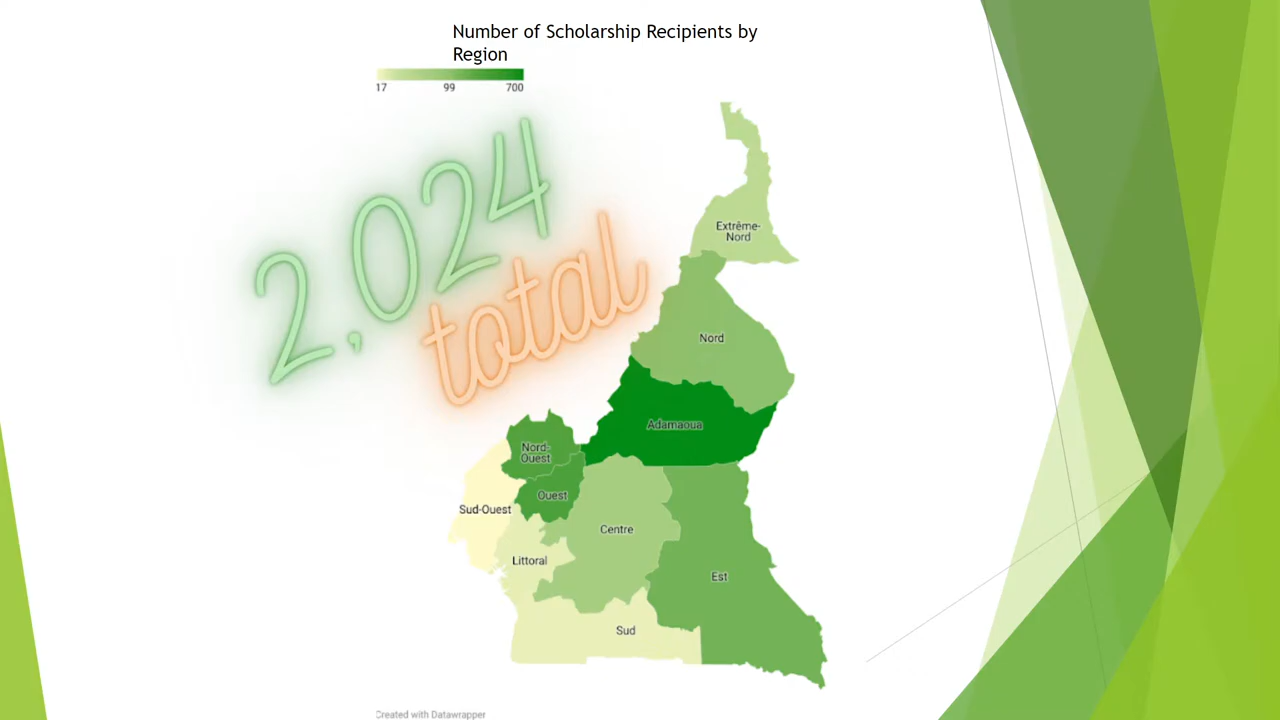 Number of Scholarship Recipients by
Region
17 99 700
2,024
total
Extrême-
Nord
Nord
Adamaoua
Nord-
Ouest
Ouest
Sud-Ouest
Centre
Littoral
Est
Sud
Created with Datawrapper